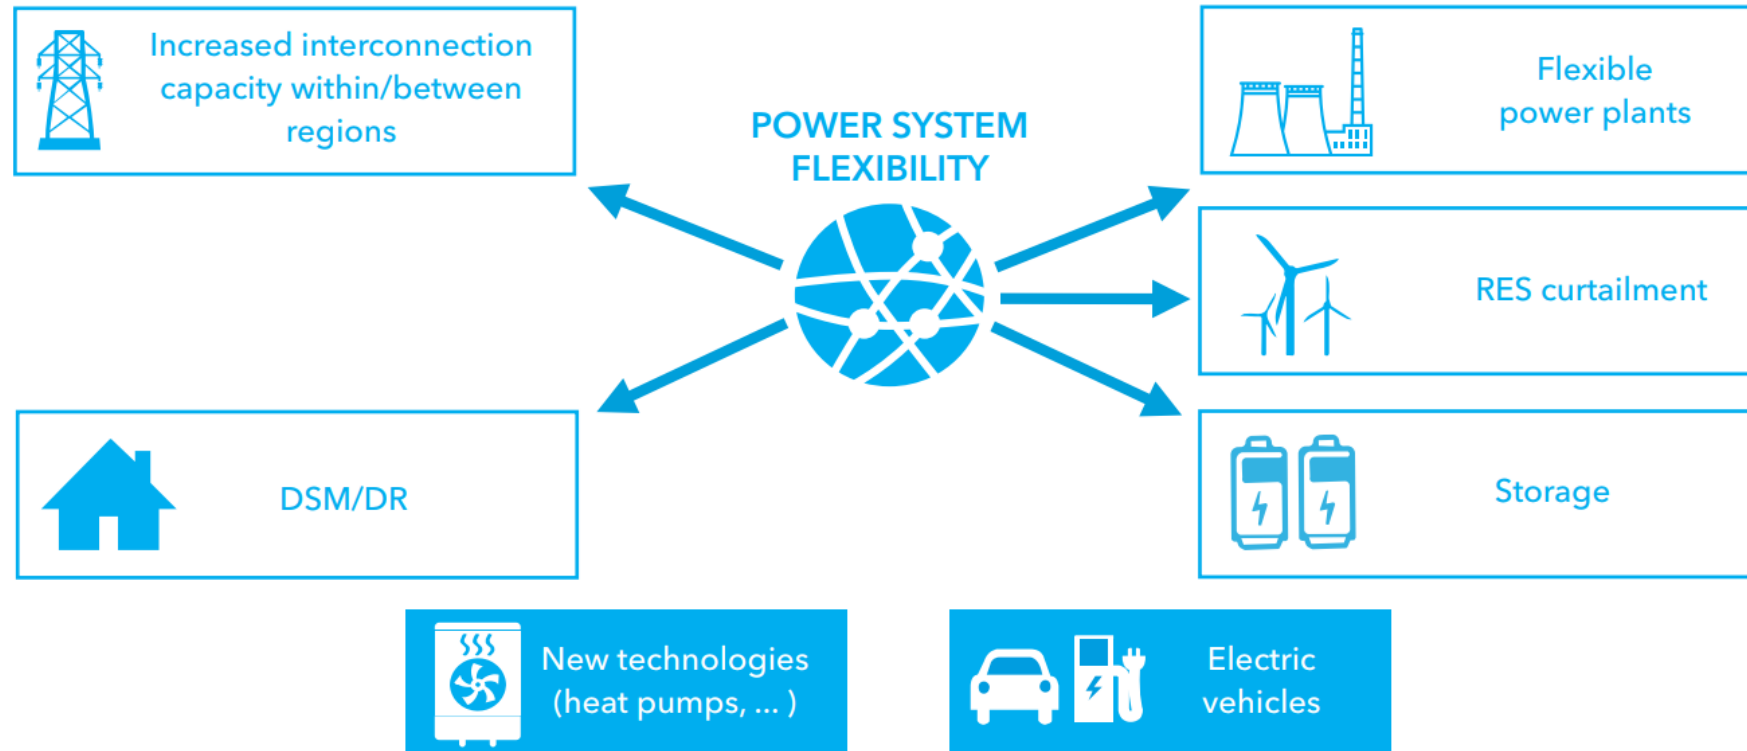 Increased interconnection
capacity within/between
regions
POWER SYSTEM
FLEXIBILITY
Flexible
power plants
RES curtailment
DSM/DR
Storage
New technologies
(heat pumps, ... )
Electric
vehicles